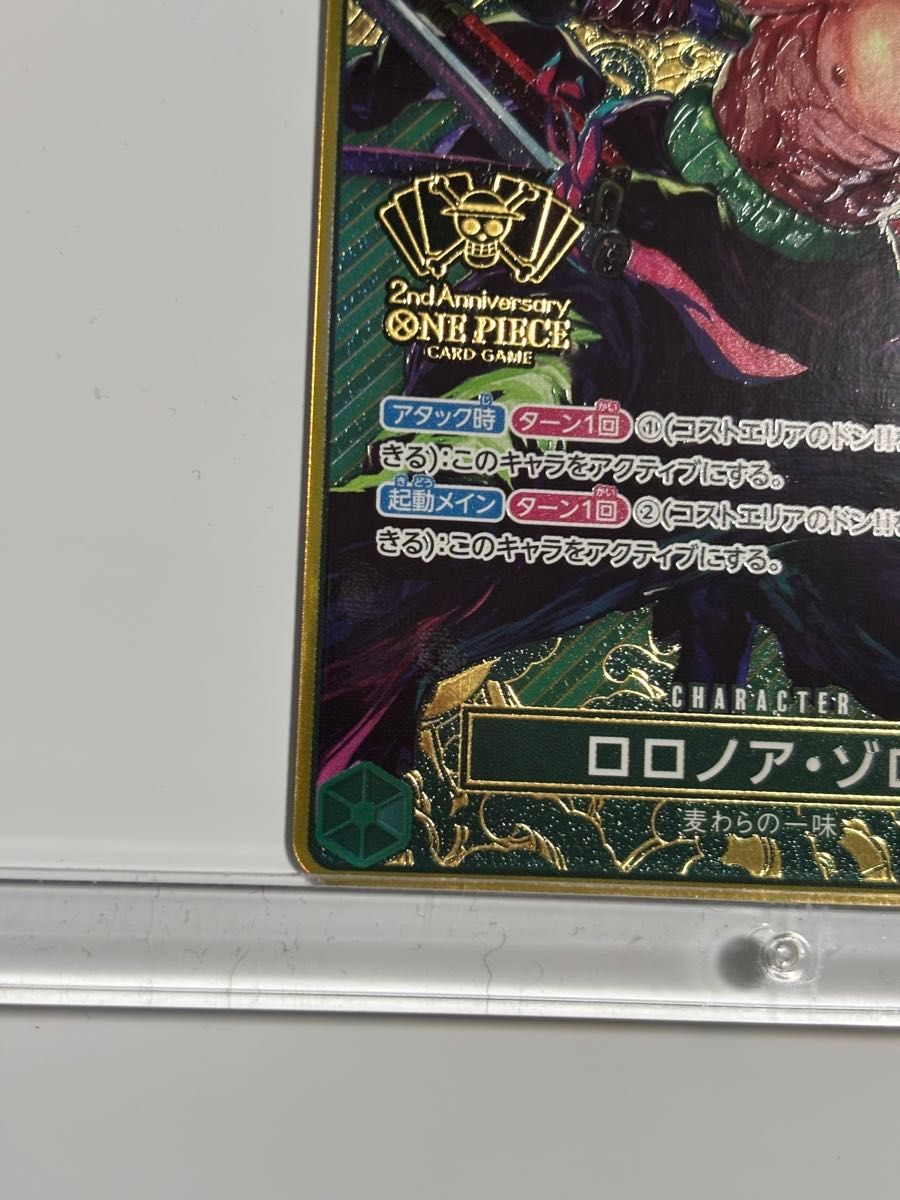 2nd Anniversary
ONE PIECE
CARD GAME
アタック時 ターン1回 ①(コストエリアのドン!!を
きる):このキャラをアクティブにする。
起動メイン ターン1回 ②(コストエリアのドン!!を
きる):このキャラをアクティブにする。
CHARACTER
ロロノア・ゾロ
麦わらの一味